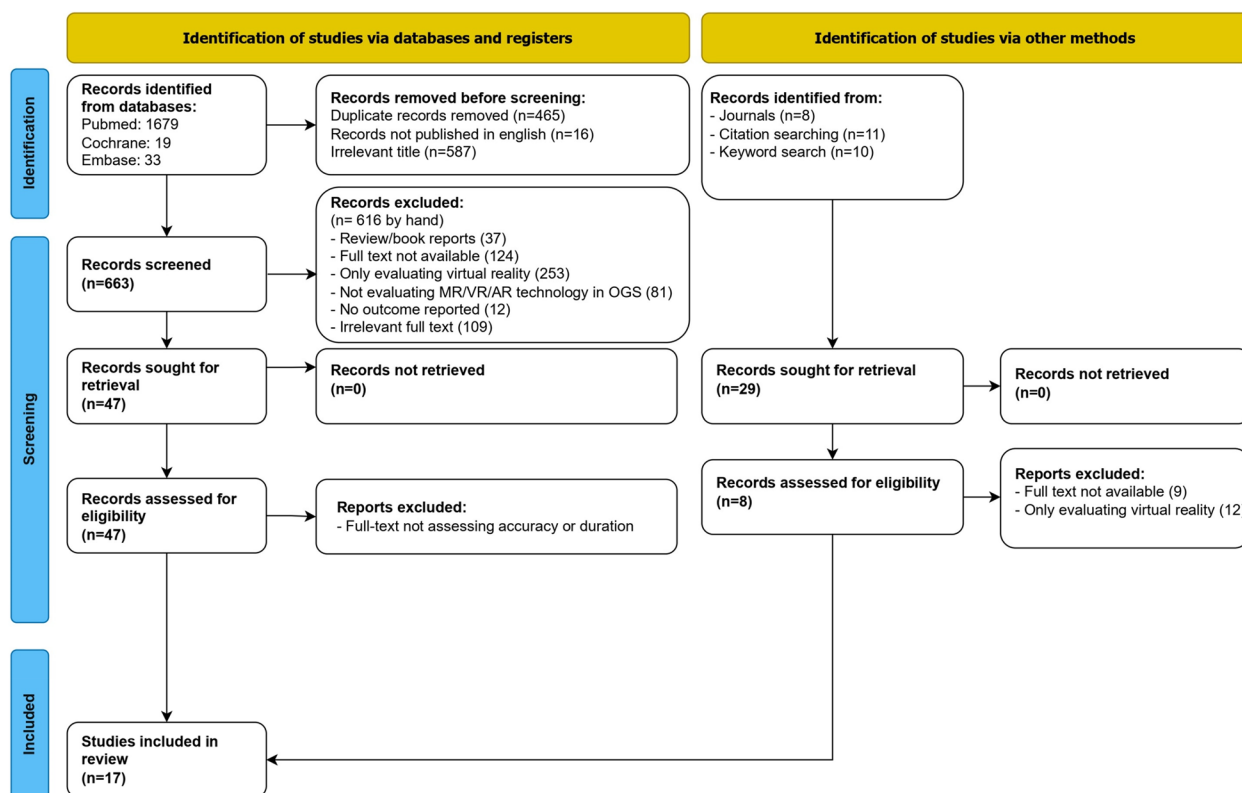 Identification of studies via databases and registers
Identification of studies via other methods
Identification
Records identified
from databases:
Pubmed: 1679
Cochrane: 19
Embase: 33
Records removed before screening:
Duplicate records removed (n=465)
Records not published in english (n=16)
Irrelevant title (n=587)
Records identified from:
- Journals (n=8)
- Citation searching (n=11)
- Keyword search (n=10)
Screening
Records screened
(n=663)
Records excluded:
(n= 616 by hand)
- Review/book reports (37)
- Full text not available (124)
- Only evaluating virtual reality (253)
- Not evaluating MR/VR/AR technology in OGS (81)
- No outcome reported (12)
- Irrelevant full text (109)
Records sought for
retrieval
(n=47)
Records not retrieved
(n=0)
Records sought for retrieval
(n=29)
Records not retrieved
(n=0)
Records assessed for
eligibility
(n=47)
Reports excluded:
- Full-text not assessing accuracy or duration
Records assessed for eligibility
(n=8)
Reports excluded:
- Full text not available (9)
- Only evaluating virtual reality (12
Included
Studies included in
review
(n=17)